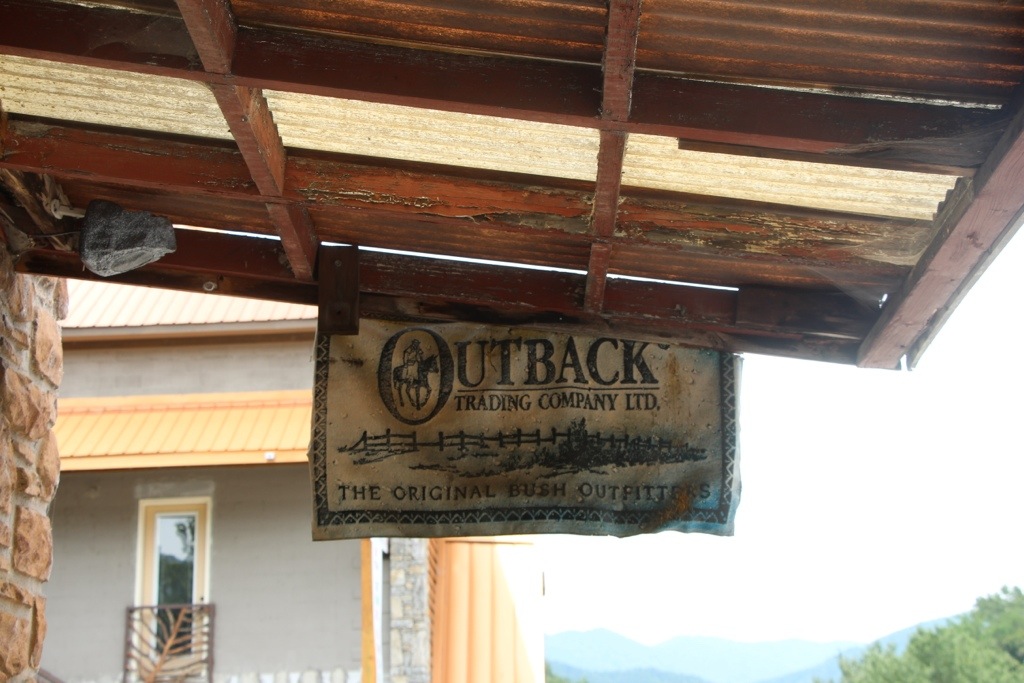 OUTBACK
TRADING COMPANY LTD.
THE ORIGINAL BUSH OUTFITTERS